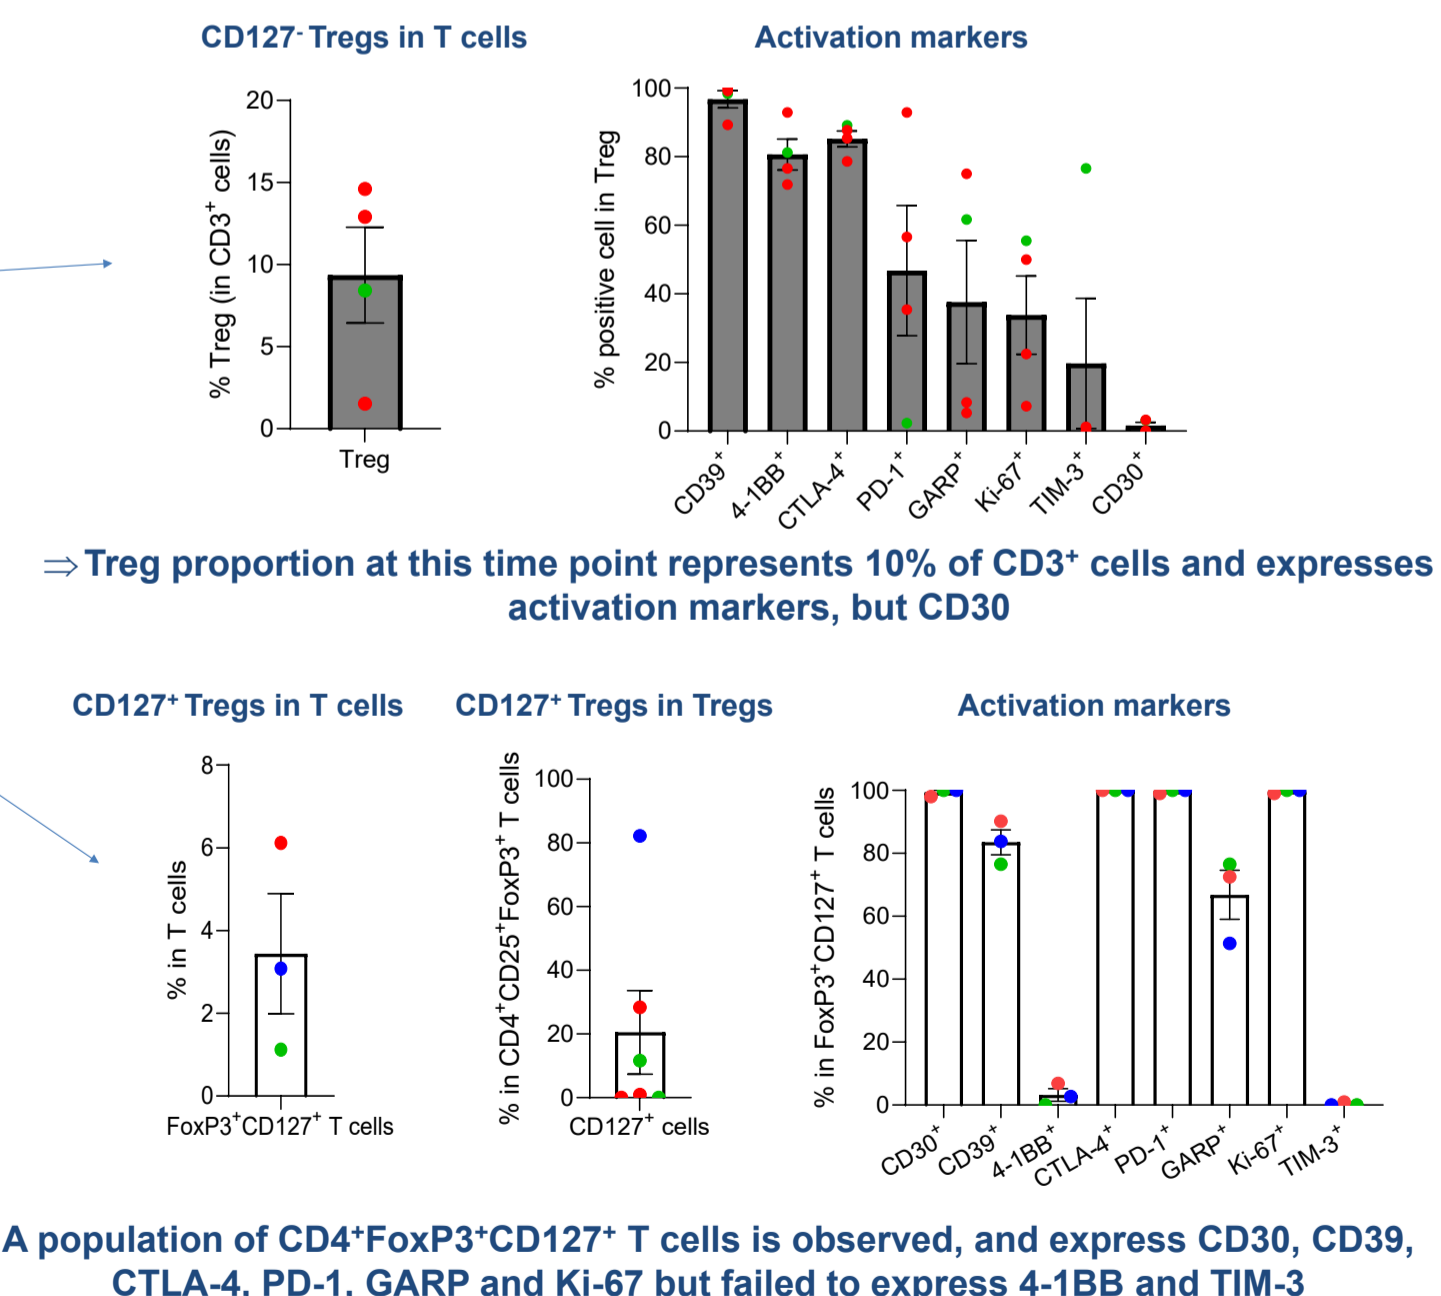 CD127- Tregs in T cells
Activation markers
% Treg (in CD3+ cells)
20
15
10
5
0
Treg
% positive cell in Treg
100
80
60
40
20
0
CD39+
4-1BB+
CTLA-4+
PD-1+
GARP+
Ki-67+
TIM-3+
CD30+
⇒ Treg proportion at this time point represents 10% of CD3+ cells and expresses
activation markers, but CD30
CD127+ Tregs in T cells
CD127+ Tregs in Tregs
Activation markers
% in T cells
8
6
4
2
0
FoxP3+CD127+ T cells
% in CD4+CD25+FoxP3+ T cells
100
80
60
40
20
0
CD127+ cells
% in FoxP3+CD127+ T cells
100
80
60
40
20
0
CD30+
CD39+
4-1BB+
CTLA-4+
PD-1+
GARP+
Ki-67+
TIM-3+
A population of CD4+FoxP3+CD127+ T cells is observed, and express CD30, CD39,
CTLA-4, PD-1, GARP and Ki-67 but failed to express 4-1BB and TIM-3